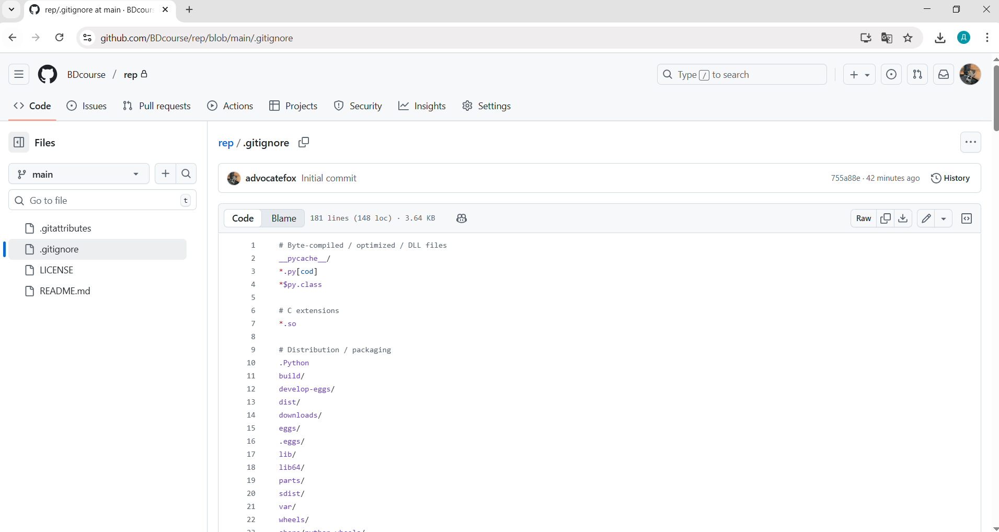 rep/.gitignore at main · BDcours
github.com/BDcourse/rep/blob/main/.gitignore
Д
BDcourse / rep
Type / to search
Code
Issues
Pull requests
Actions
Projects
Security
Insights
Settings
Files
main
Go to file
t
.gitattributes
.gitignore
LICENSE
README.md
rep / .gitignore
advocatefox Initial commit
755a88e · 42 minutes ago
History
Code
Blame
181 lines (148 loc) · 3.64 KB
Raw
1 # Byte-compiled / optimized / DLL files
2 __pycache__/
3 *.py[cod]
4 *$py.class
5
6 # C extensions
7 *.so
8
9 # Distribution / packaging
10 .Python
11 build/
12 develop-eggs/
13 dist/
14 downloads/
15 eggs/
16 .eggs/
17 lib/
18 lib64/
19 parts/
20 sdist/
21 var/
22 wheels/
23 share/python-wheels/